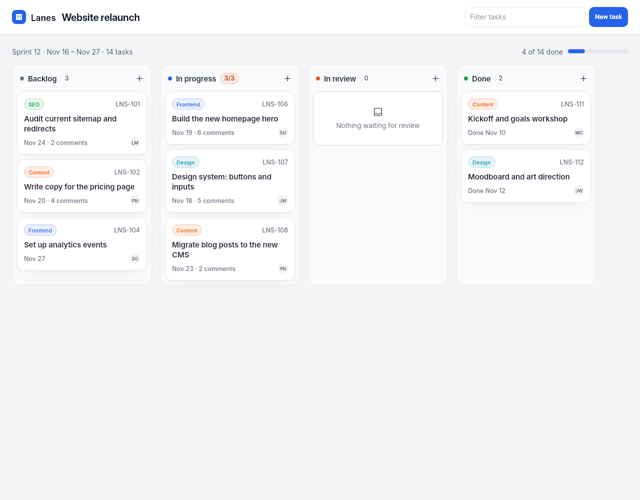 Lanes Website relaunch
Filter tasks
New task
Sprint 12 · Nov 16 – Nov 27 · 14 tasks
4 of 14 done
Backlog 3
SEO LNS-101
Audit current sitemap and
redirects
Nov 24 · 2 comments LM
Content LNS-102
Write copy for the pricing page
Nov 20 · 4 comments PN
Frontend LNS-104
Set up analytics events
Nov 27 SO
In progress 3/3
Frontend LNS-106
Build the new homepage hero
Nov 19 · 6 comments SO
Design LNS-107
Design system: buttons and
inputs
Nov 18 · 5 comments JW
Content LNS-108
Migrate blog posts to the new
CMS
Nov 23 · 2 comments PN
In review 0
Nothing waiting for review
Done 2
Content LNS-111
Kickoff and goals workshop
Done Nov 10 MC
Design LNS-112
Moodboard and art direction
Done Nov 12 JW